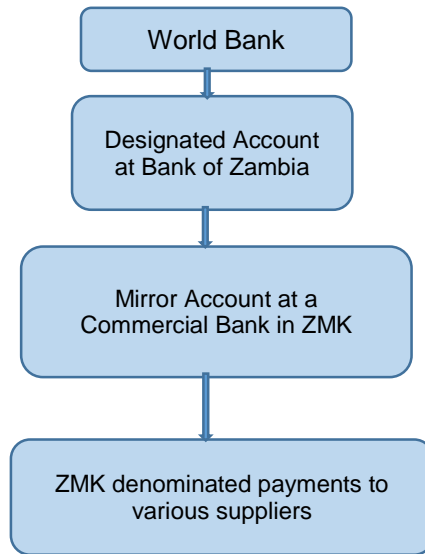 World Bank
Designated Account
at Bank of Zambia
Mirror Account at a
Commercial Bank in ZMK
ZMK denominated payments to
various suppliers